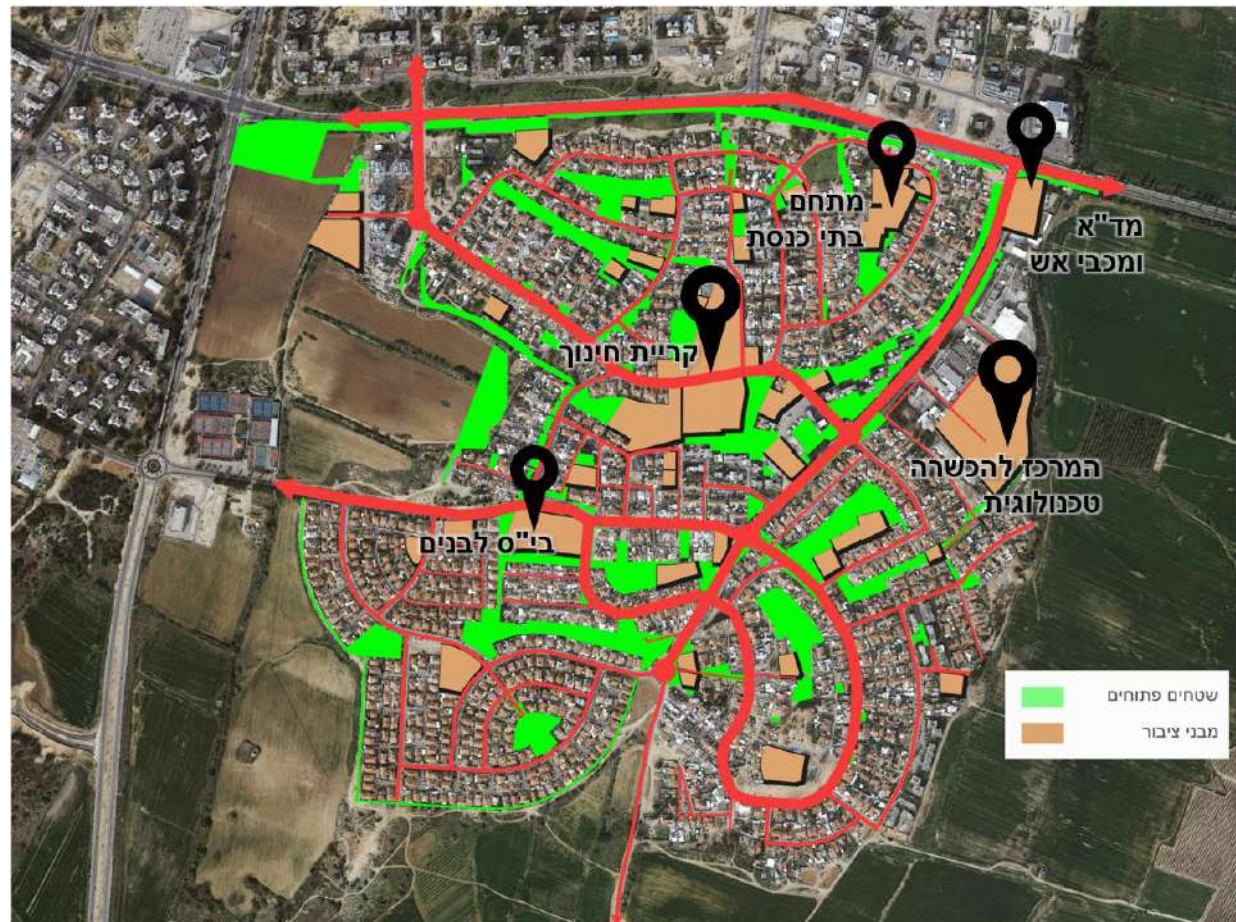 מתחם
בתי כנסת
מד"א
ומכבי אש
קריית חינוך
המרכז להכשרה
טכנולוגית
בי"ס לבנים
שטחים פתוחים
מבני ציבור